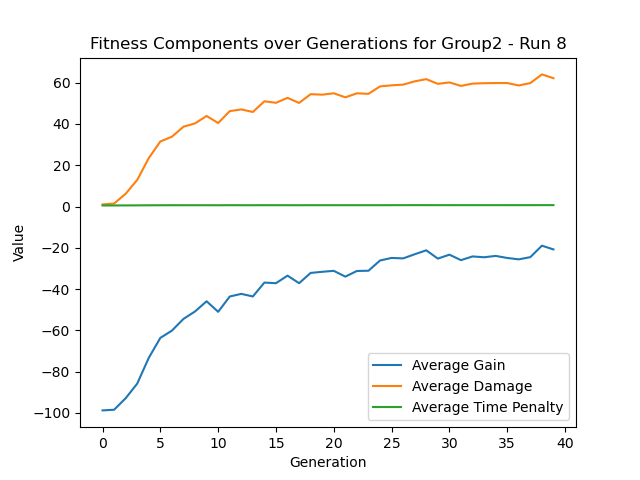 Fitness Components over Generations for Group2 - Run 8
60
40
20
0
−20
−40
−60
−80
−100
Value
0 5 10 15 20 25 30 35 40
Generation
Average Gain
Average Damage
Average Time Penalty